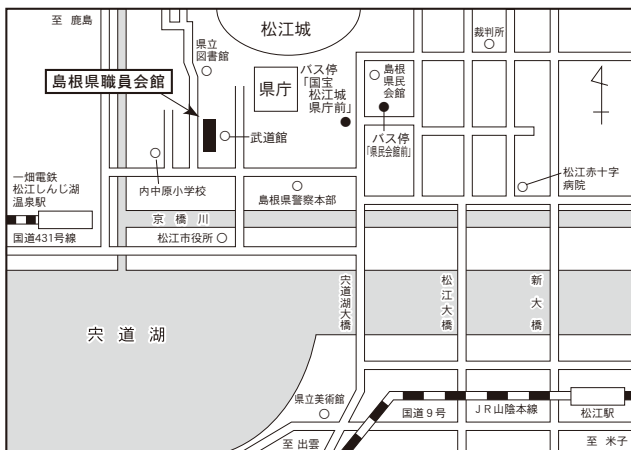 至 鹿島
松江城
裁判所
県立
図書館
県庁
バス停
「国宝
松江城
県庁前」
島根
県民
会館
島根県職員会館
武道館
バス停
「県民会館前」
一畑電鉄
松江しんじ湖
温泉駅
内中原小学校
島根県警察本部
松江赤十字
病院
京橋川
国道431号線
松江市役所
宍道湖
宍道湖大橋
松江大橋
新大橋
県立美術館
国道9号
JR山陰本線
松江駅
至 出雲
至 米子